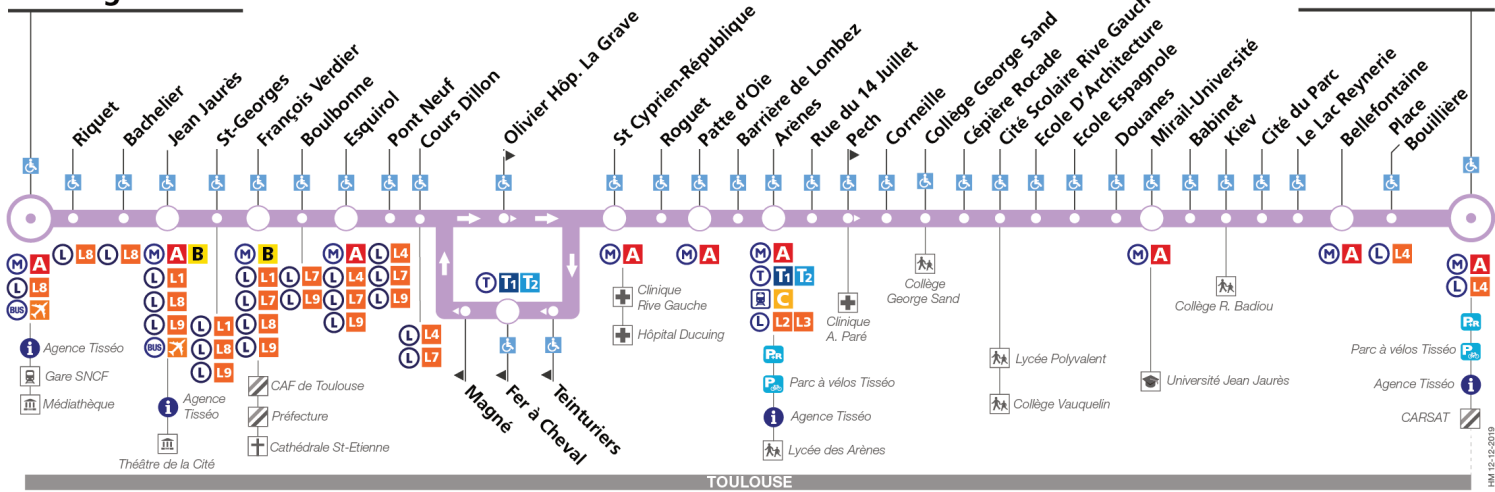 Riquet
Bachelier
Jean Jaurès
St-Georges
François Verdier
Boulbonne
Esquirol
Pont Neuf
Cours Dillon
Olivier Hôp. La Grave
St Cyprien-République
Roguet
Patte d'Oie
Barrière de Lombez
Arènes
Rue du 14 Juillet
Pech
Corneille
Collège George Sand
Cépière Rocade
Cité Scolaire Rive Gauch
Ecole D'Architecture
Ecole Espagnole
Douanes
Mirail-Université
Babinet
Kiev
Cité du Parc
Le Lac Reynerie
Bellefontaine
Place
Bouillière
M A
L L8
BUS
Agence Tisséo
Gare SNCF
Médiathèque
L L8
L L8
M A B
L L1
L L8
L L9
BUS
Agence
Tisséo
Théâtre de la Cité
L L1
L L8
L L9
M B
L L1
L L7
L L8
L L9
CAF de Toulouse
Préfecture
Cathédrale St-Etienne
L L7
L L9
M A
L L4
L L7
L L9
L L4
L L7
L L9
L L4
L L7
T T1 T2
Magné
Fer à Cheval
Teinturiers
M A
Clinique
Rive Gauche
Hôpital Ducuing
M A
M A
T T1 T2
C
L L2 L3
P+R
P
Parc à vélos Tisséo
Agence Tisséo
Lycée des Arènes
Clinique
A. Paré
Collège
George Sand
Lycée Polyvalent
Collège Vauquelin
M A
Université Jean Jaurès
Collège R. Badiou
M A
L L4
M A
L L4
P+R
Parc à vélos Tisséo
P
Agence Tisséo
CARSAT
TOULOUSE
HM 12-12-2019